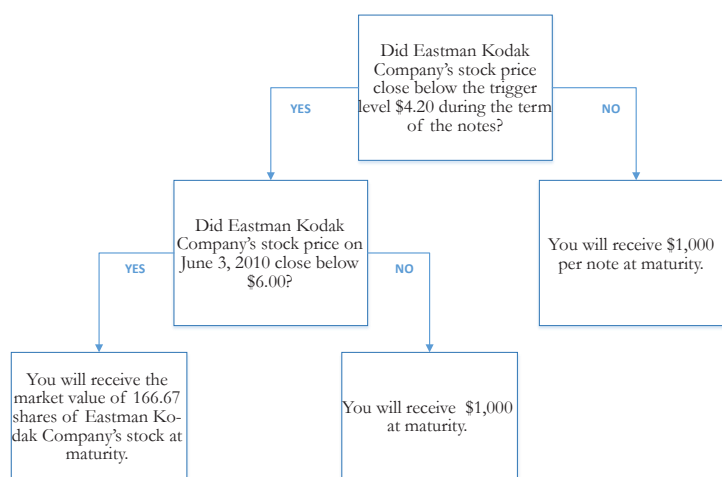 Did Eastman Kodak
Company's stock price
close below the trigger
level $4.20 during the term
of the notes?
YES
NO
Did Eastman Kodak
Company's stock price on
June 3, 2010 close below
$6.00?
You will receive $1,000
per note at maturity.
YES
NO
You will receive the
market value of 166.67
shares of Eastman Ko-
dak Company's stock at
maturity.
You will receive $1,000
at maturity.